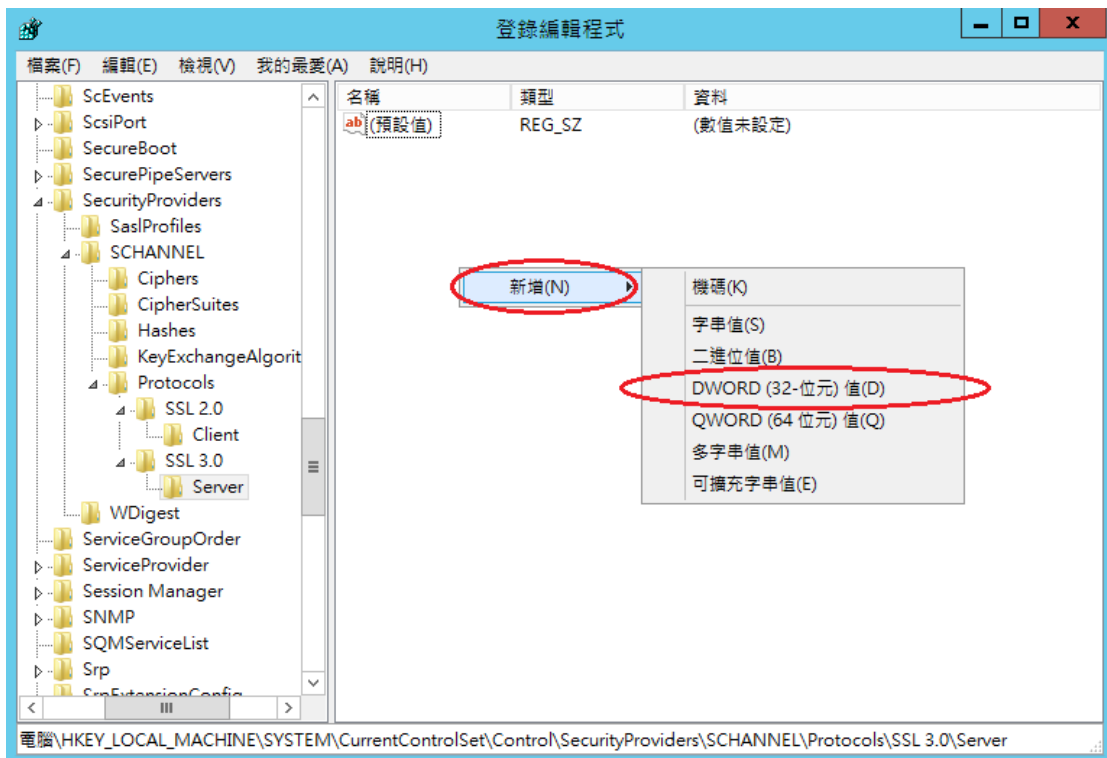 登錄編輯程式
檔案(F) 編輯(E) 檢視(V) 我的最愛(A) 說明(H)
ScEvents
ScsiPort
SecureBoot
SecurePipeServers
SecurityProviders
SaslProfiles
SCHANNEL
Ciphers
CipherSuites
Hashes
KeyExchangeAlgorit
Protocols
SSL 2.0
Client
SSL 3.0
Server
WDigest
ServiceGroupOrder
ServiceProvider
Session Manager
SNMP
SQMServiceList
Srp
SrpExtensionConfig
名稱 類型 資料
ab (預設值) REG_SZ (數值未設定)
新增(N)
機碼(K)
字串值(S)
二進位值(B)
DWORD (32-位元) 值(D)
QWORD (64 位元) 值(Q)
多字串值(M)
可擴充字串值(E)
電腦\HKEY_LOCAL_MACHINE\SYSTEM\CurrentControlSet\Control\SecurityProviders\SCHANNEL\Protocols\SSL 3.0\Server